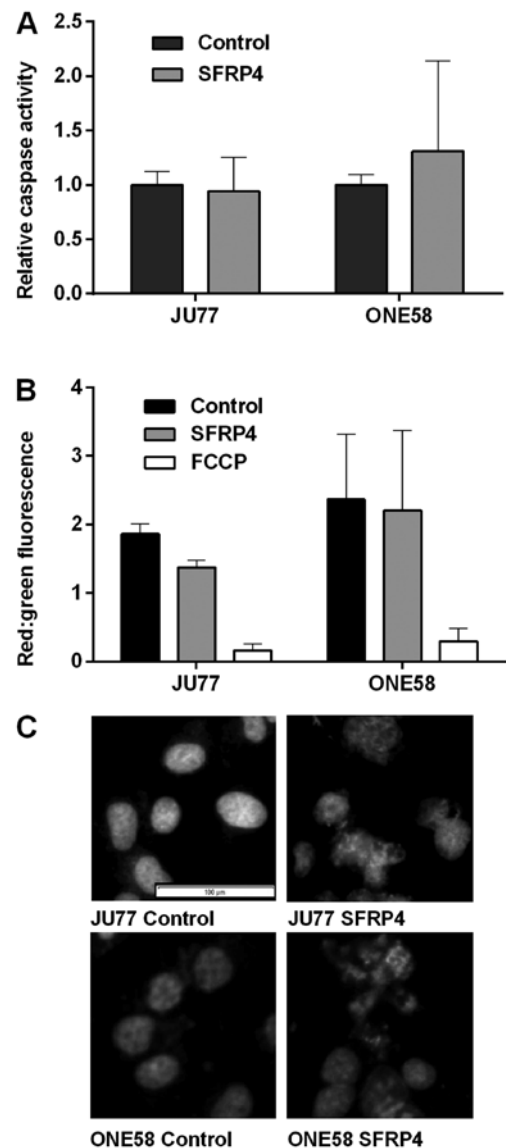 A
Control
SFRP4
Relative caspase activity
2.5
2.0
1.5
1.0
0.5
0.0
JU77 ONE58
B
Control
SFRP4
FCCP
Red:green fluorescence
4
3
2
1
0
JU77 ONE58
C
100 µm
JU77 Control JU77 SFRP4
ONE58 Control ONE58 SFRP4